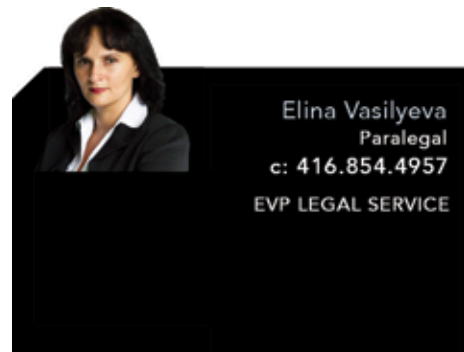 Elina Vasilyeva
Paralegal
c: 416.854.4957
EVP LEGAL SERVICE